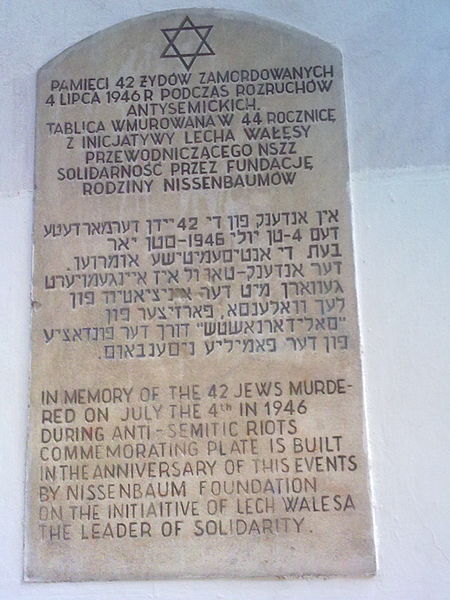 PAMIĘCI 42 ŻYDÓW ZAMORDOWANYCH
4 LIPCA 1946 R PODCZAS ROZRUCHÓW
ANTYSEMICKICH.
TABLICA WMUROWANA W 44 ROCZNICĘ
Z INICJATYWY LECHA WAŁĘSY
PRZEWODNICZĄCEGO NSZZ
SOLIDARNOŚĆ PRZEZ FUNDACJĘ
RODZINY NISSENBAUMÓW
אין אנדענק פון די 42 יידן דערמארדעטע
דעם 4-טן יולי 1946-סטן יאר
בעת די אנטיסעמיטישע אומרוען.
דער אנדענק-טאוול איז איינגעמויערט
געווארן מיט דער איניציאטיוו פון
לעך וואלענסא, פארזיצער פון
"סאלידארנאשטש" דורך דער פונדאציע
פון דער פאמיליע ניסענבאום.
IN MEMORY OF THE 42 JEWS MURDE-
RED ON JULY THE 4th IN 1946
DURING ANTI-SEMITIC RIOTS
COMMEMORATING PLATE IS BUILT
IN THE ANNIVERSARY OF THIS EVENTS
BY NISSENBAUM FOUNDATION
ON THE INITIAITIVE OF LECH WALESA
THE LEADER OF SOLIDARITY.